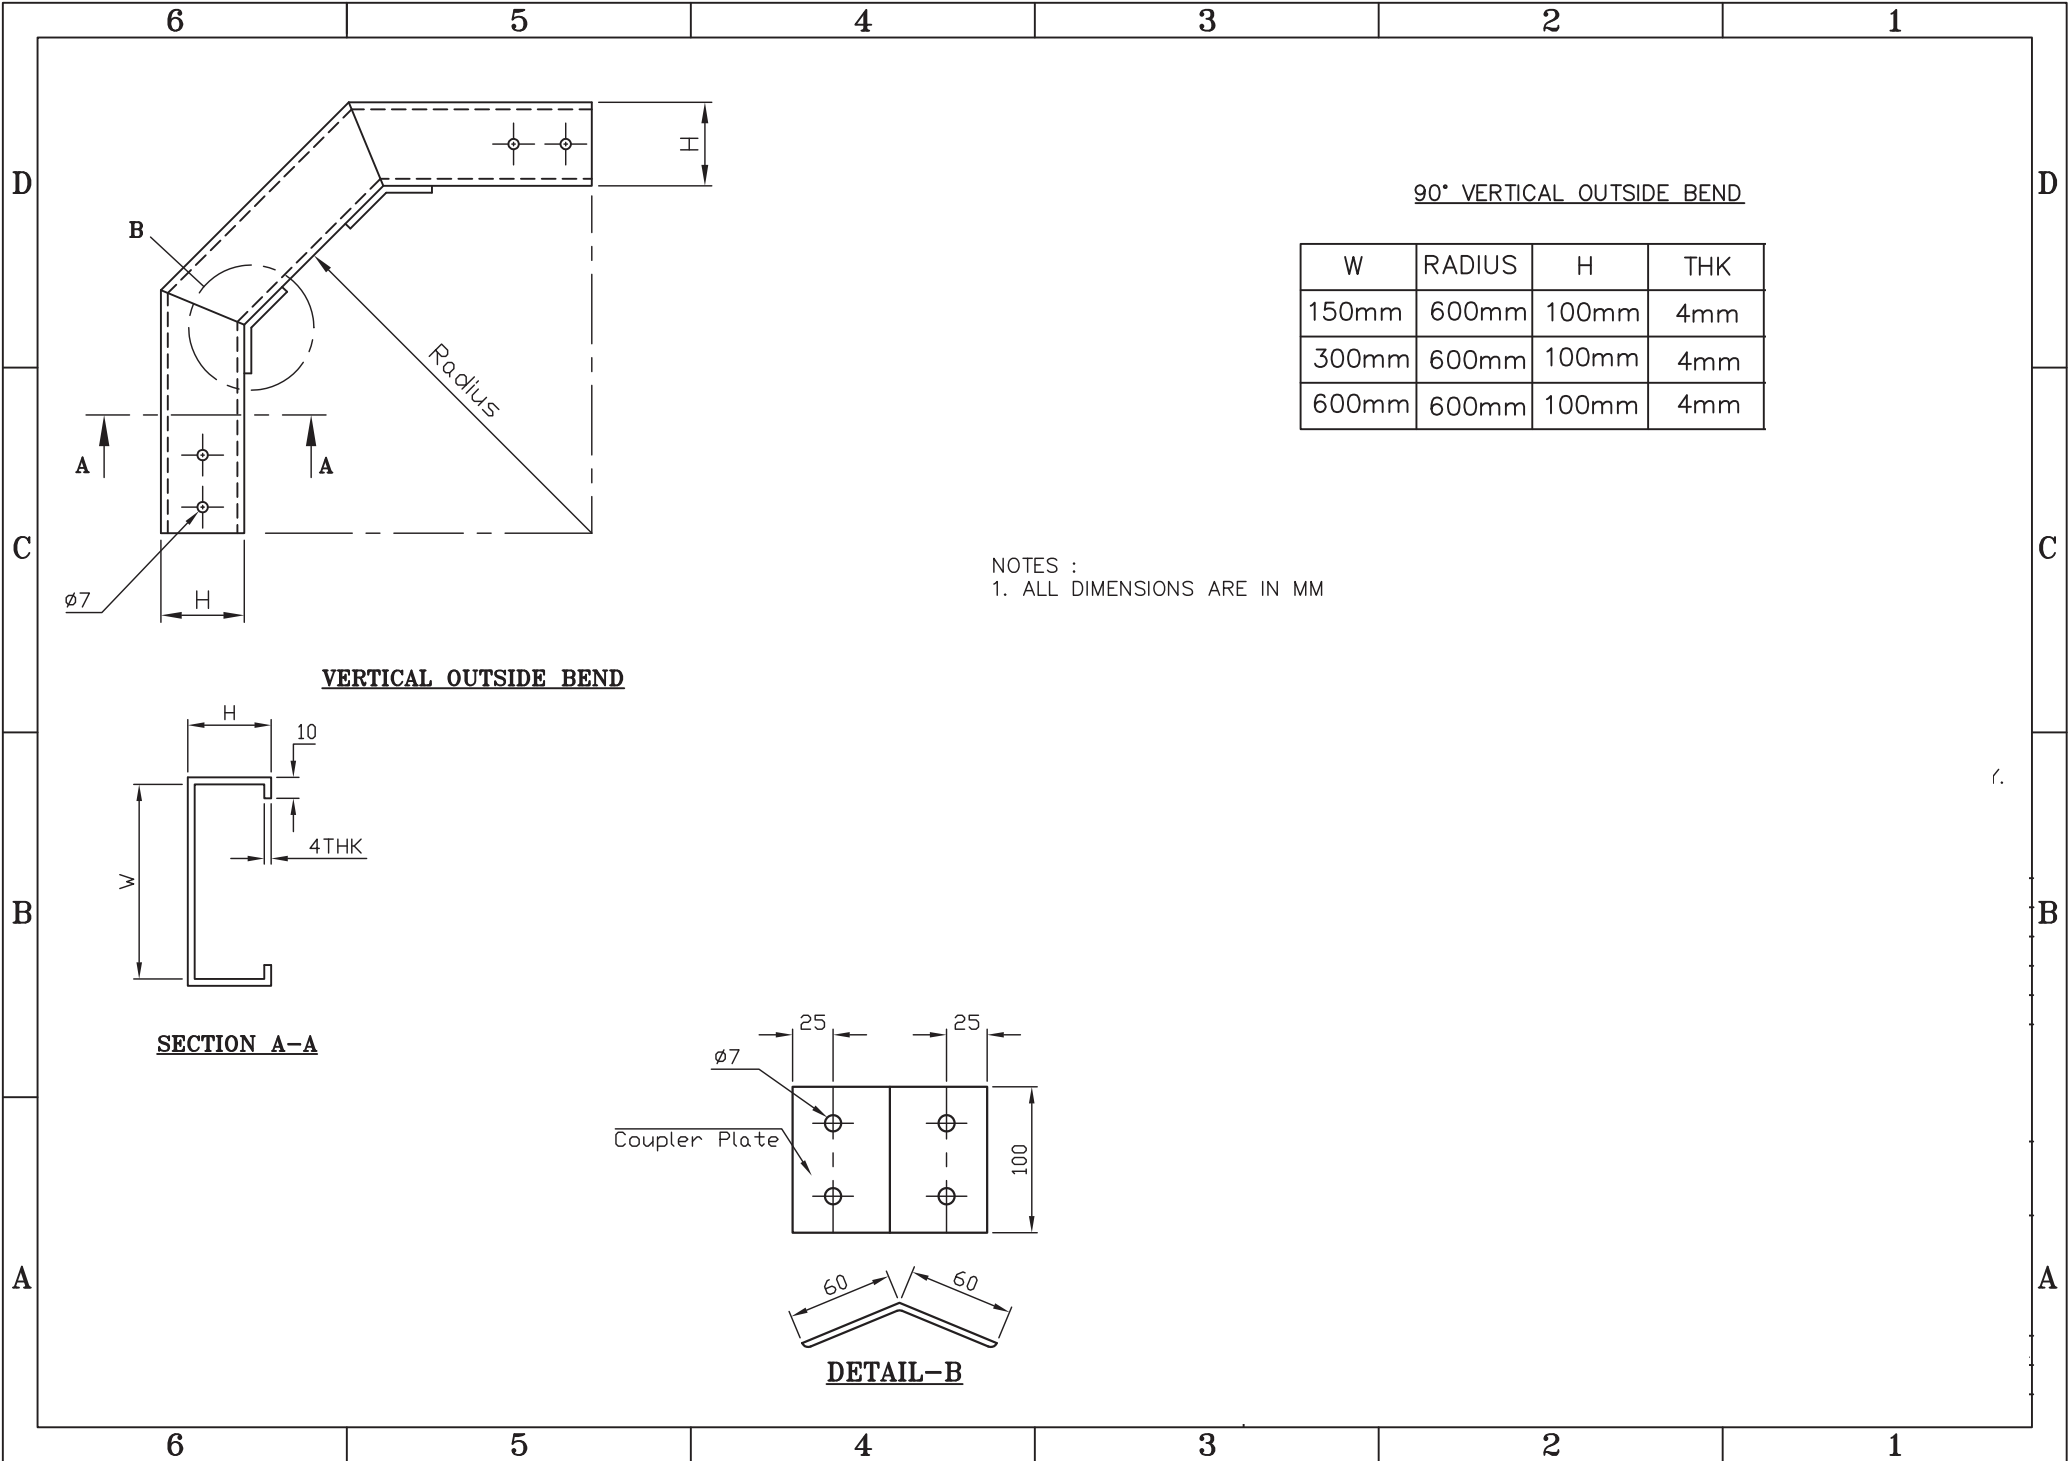 6 5 4 3 2 1
D
D
H
B
Radius
A A
ø7
H
VERTICAL OUTSIDE BEND
90° VERTICAL OUTSIDE BEND
W RADIUS H THK
150mm 600mm 100mm 4mm
300mm 600mm 100mm 4mm
600mm 600mm 100mm 4mm
C
C
NOTES :
1. ALL DIMENSIONS ARE IN MM
H
10
4THK
W
SECTION A-A
B
B
25 25
ø7
Coupler Plate
100
60 60
DETAIL-B
A
A
6 5 4 3 2 1